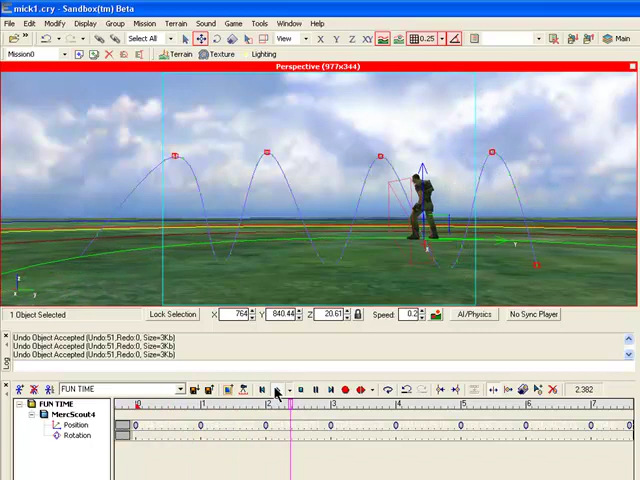 mick1.cry - Sandbox(tm) Beta
File Edit Modify Display Group Mission Terrain Sound Game Tools Window Help
Select All View X Y Z XY 0.25 Main
Mission0 Terrain Texture Lighting
Perspective (977x344)
1 Object Selected Lock Selection X 764 Y 840.44 Z 20.61 Speed: 0.2 AI/Physics No Sync Player
Undo Object Accepted (Undo:51,Redo:0, Size=3Kb)
Undo Object Accepted (Undo:51,Redo:0, Size=3Kb)
Undo Object Accepted (Undo:51,Redo:0, Size=3Kb)
Log
FUN TIME 2.382
FUN TIME 0 1 2 3 4 5 6 7
MercScout4
Position
Rotation